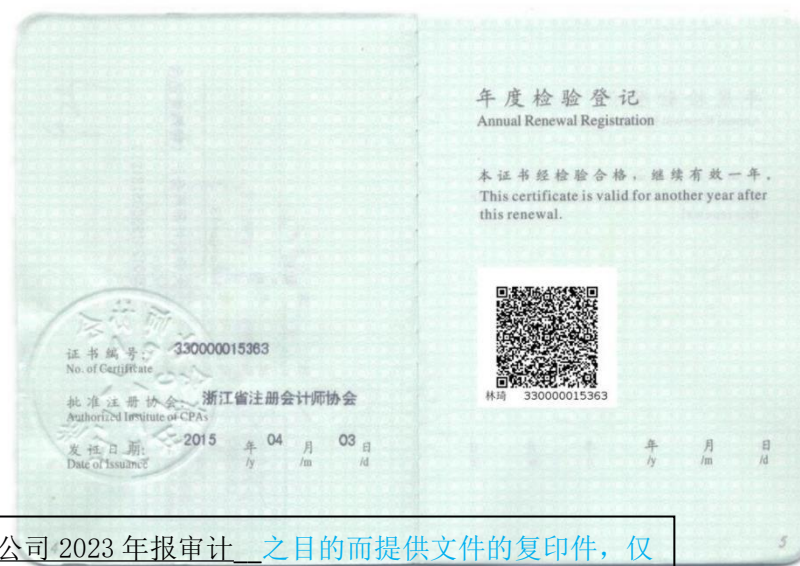 证书编号:
No. of Certificate
330000015363
批准注册协会:
Authorized Institute of CPAs
浙江省注册会计师协会
发证日期:
Date of Issuance
2015 年 04 月 03 日
/y /m /d
年度检验登记
Annual Renewal Registration
本证书经检验合格，继续有效一年。
This certificate is valid for another year after
this renewal.
林琦 330000015363
年 月 日
/y /m /d
5
公司 2023 年报审计__之目的而提供文件的复印件，仅